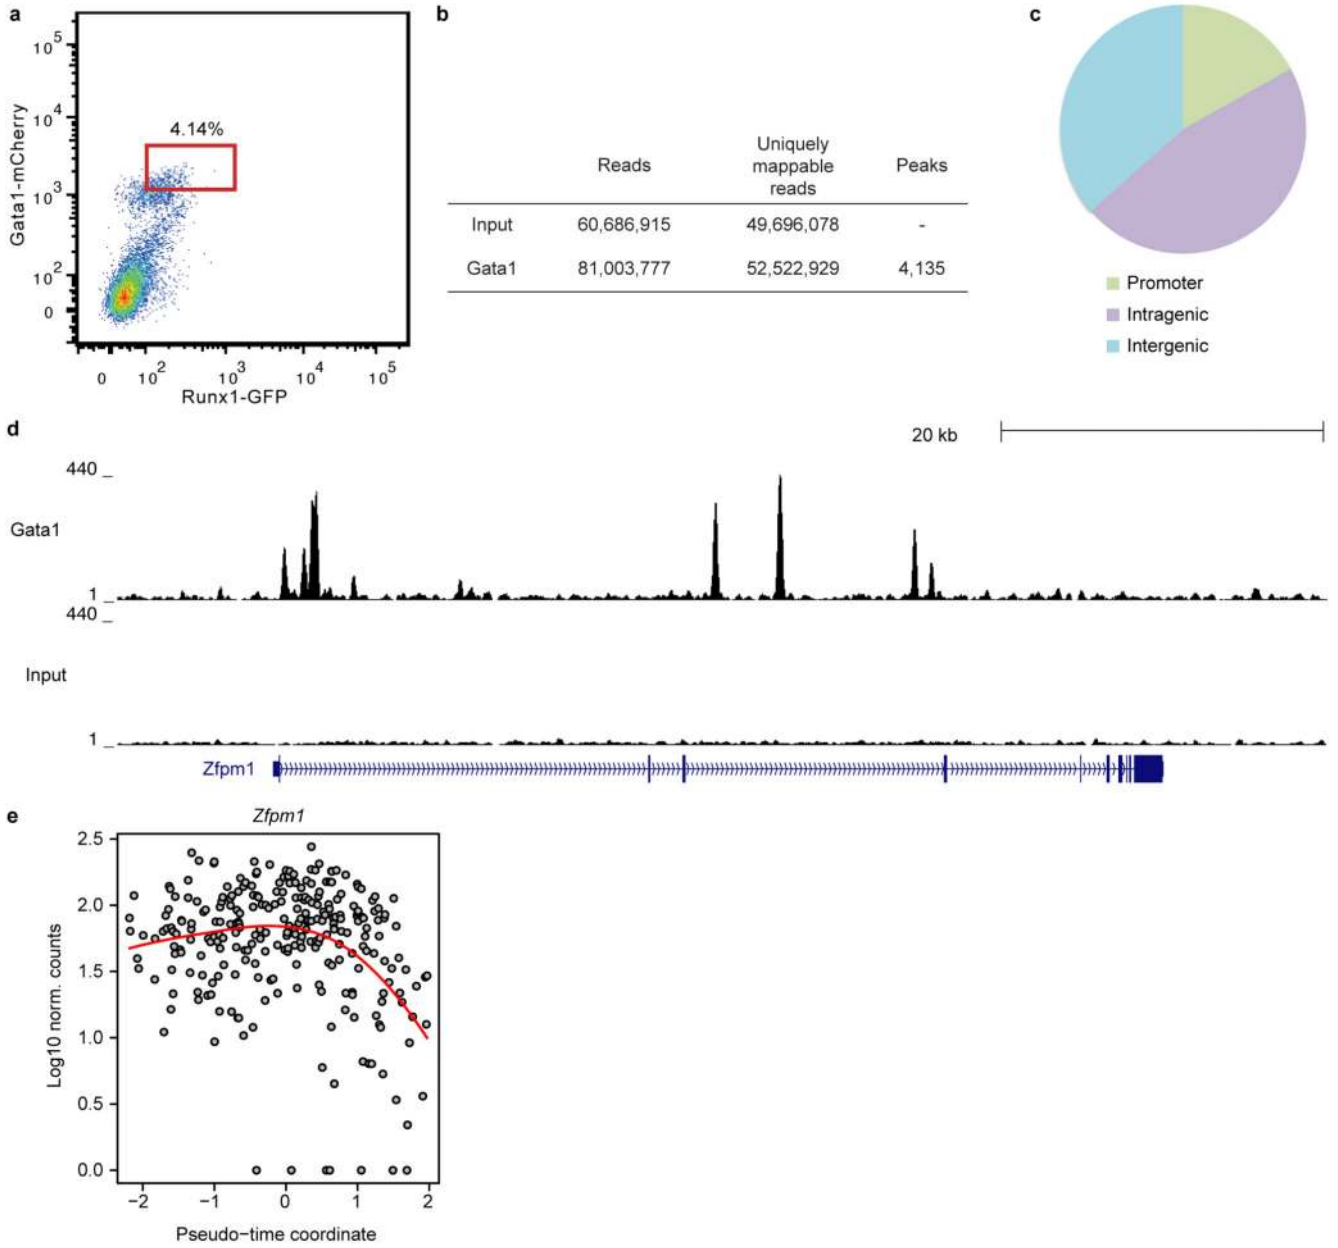 a
Gata1-mCherry
10^5
10^4
10^3
10^2
0
4.14%
0 10^2 10^3 10^4 10^5
Runx1-GFP
b
Reads Uniquely mappable reads Peaks
Input 60,686,915 49,696,078 -
Gata1 81,003,777 52,522,929 4,135
c
Promoter
Intragenic
Intergenic
d
20 kb
440
Gata1
1
440
Input
1
Zfpm1
e
Zfpm1
Log10 norm. counts
2.5
2.0
1.5
1.0
0.5
0.0
−2 −1 0 1 2
Pseudo−time coordinate